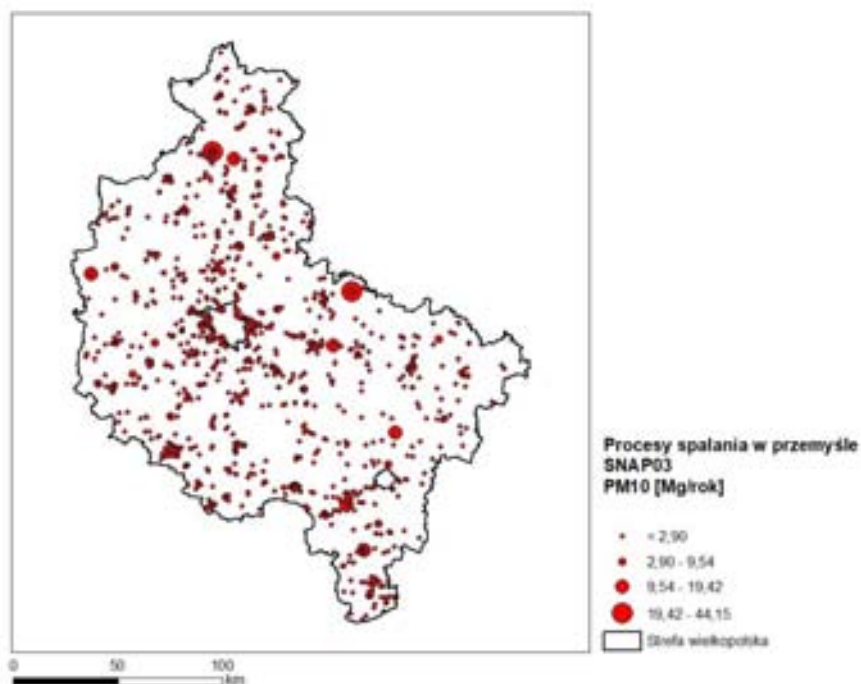 Procesy spalania w przemyśle
SNAP03
PM10 [Mg/rok]
< 2,90
2,90 - 9,54
9,54 - 19,42
19,42 - 44,15
Strefa wielkopolska
0 50 100
km